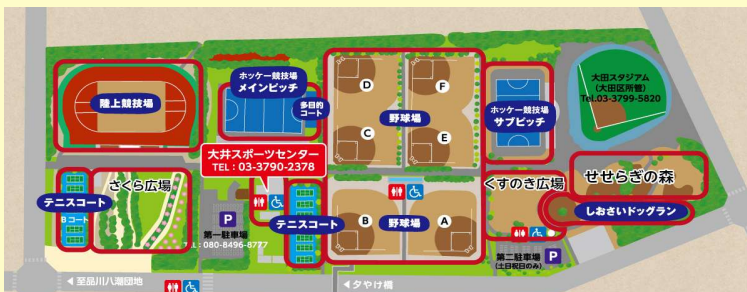 陸上競技場
ホッケー競技場
メインピッチ
多目的
コート
D
F
C
E
野球場
ホッケー競技場
サブピッチ
大田スタジアム
(大田区所管)
Tel.03-3799-5820
大井スポーツセンター
TEL:03-3790-2378
テニスコート
B コート
さくら広場
P
第一駐車場
TEL:080-8496-8777
テニスコート
B
野球場
A
くすのき広場
せせらぎの森
しおさいドッグラン
第二駐車場
(土日祝日のみ)
P
◀至品川八潮団地
◀夕やけ橋